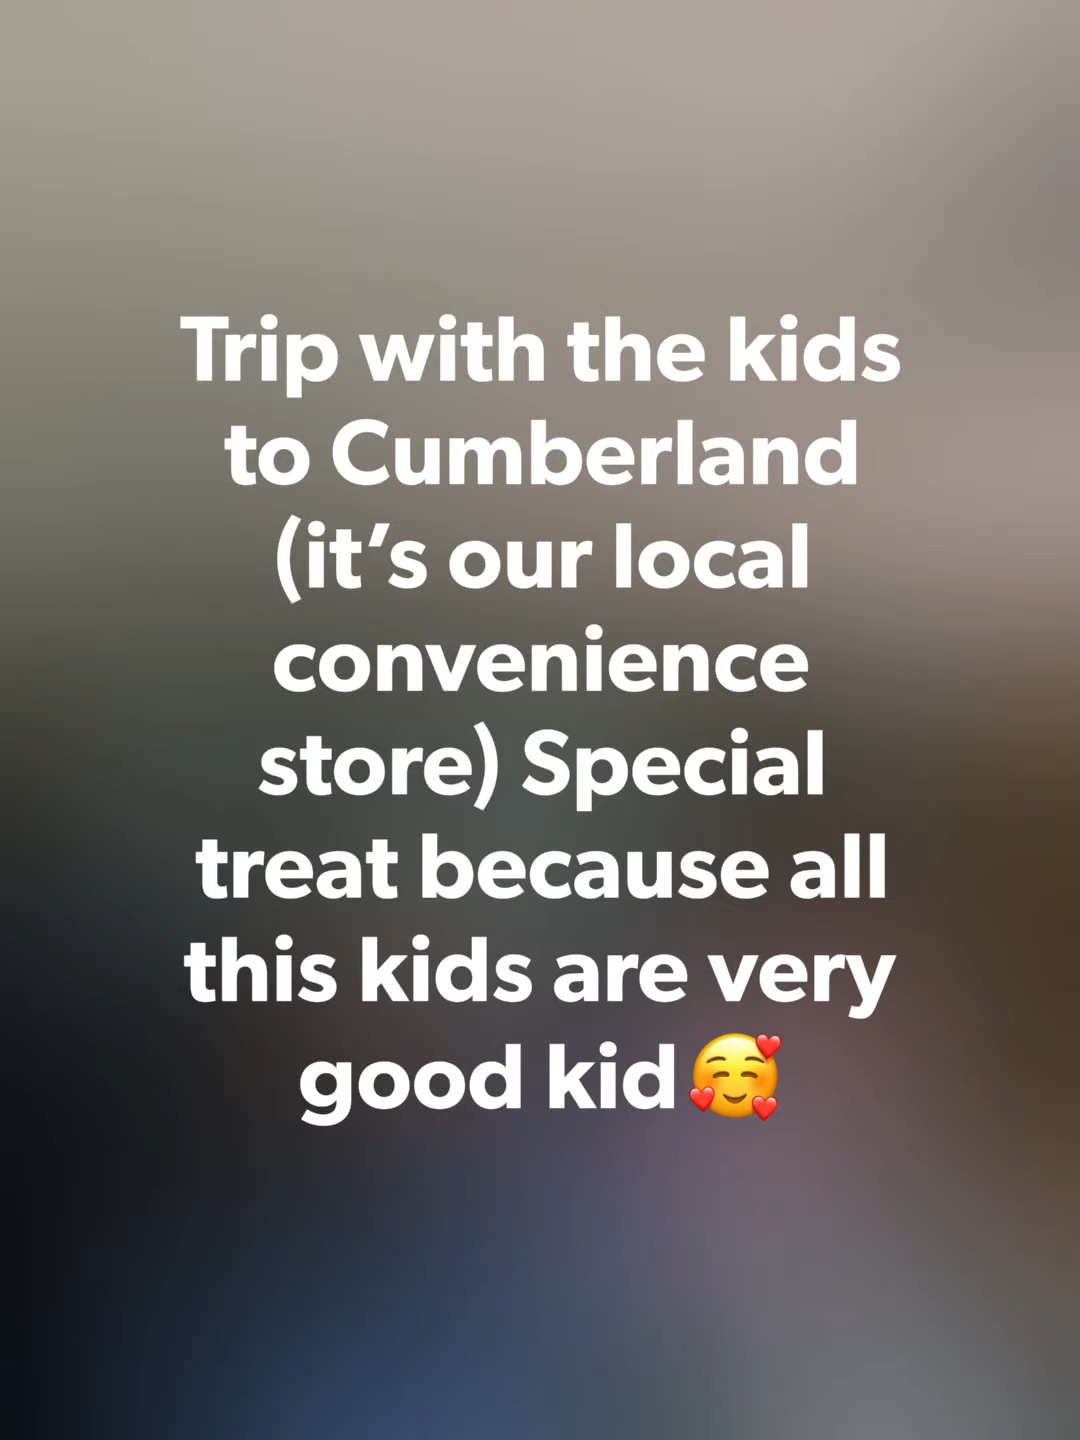 Trip with the kids
to Cumberland
(it’s our local
convenience
store) Special
treat because all
this kids are very
good kid🥰